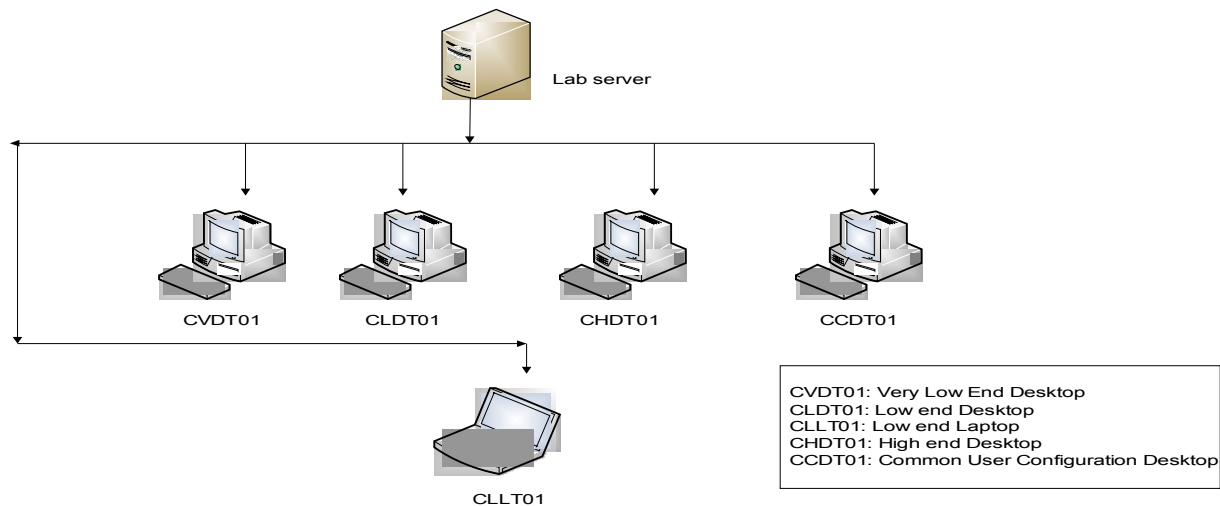 Lab server
CVDT01
CLDT01
CHDT01
CCDT01
CLLT01
CVDT01: Very Low End Desktop
CLDT01: Low end Desktop
CLLT01: Low end Laptop
CHDT01: High end Desktop
CCDT01: Common User Configuration Desktop